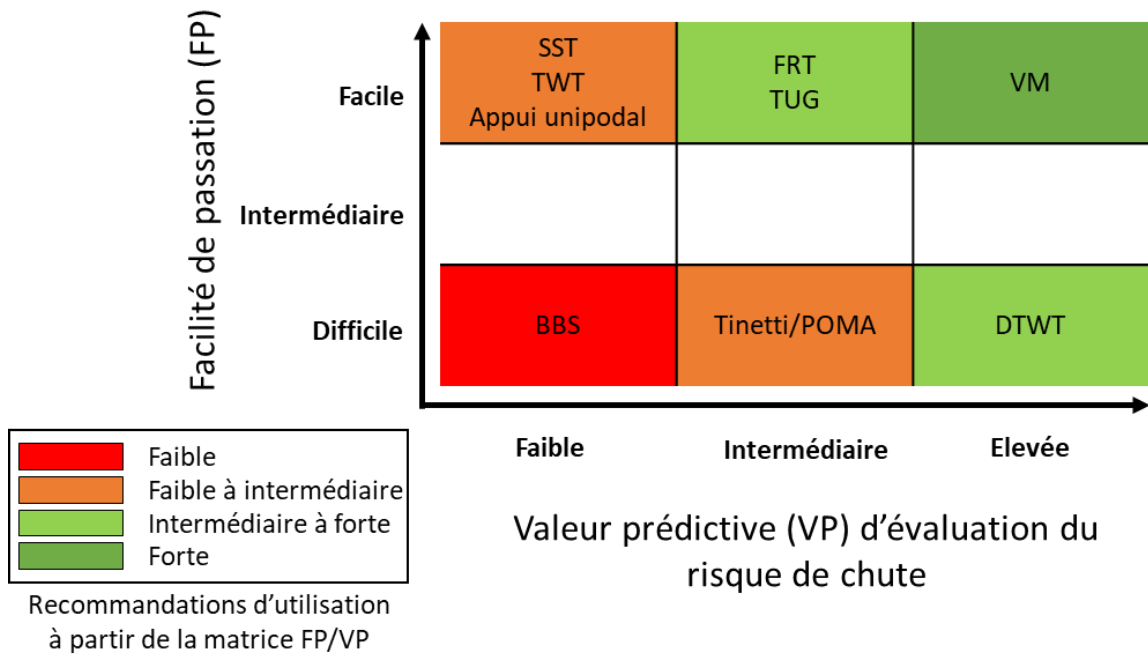 Facilité de passation (FP)
Facile
SST
TWT
Appui unipodal
FRT
TUG
VM
Intermédiaire
Difficile
BBS
Tinetti/POMA
DTWT
Faible
Intermédiaire
Elevée
Valeur prédictive (VP) d’évaluation du
risque de chute
Faible
Faible à intermédiaire
Intermédiaire à forte
Forte
Recommandations d’utilisation
à partir de la matrice FP/VP